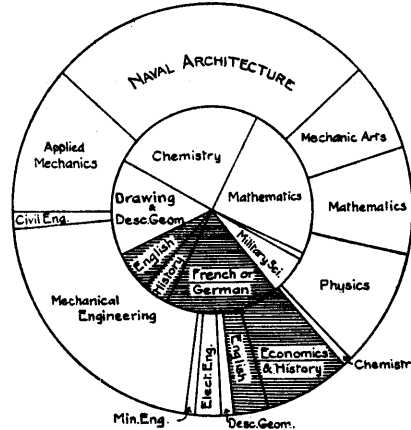 NAVAL ARCHITECTURE
Mechanic Arts
Mathematics
Physics
Chemistr
Desc. Geom.
Economics
& History
English
Elect. Eng.
Min. Eng.
Mechanical
Engineering
Civil Eng.
Applied
Mechanics
Chemistry
Mathematics
Military Sci.
French or
German
History
English
Drawing
&
Desc. Geom.